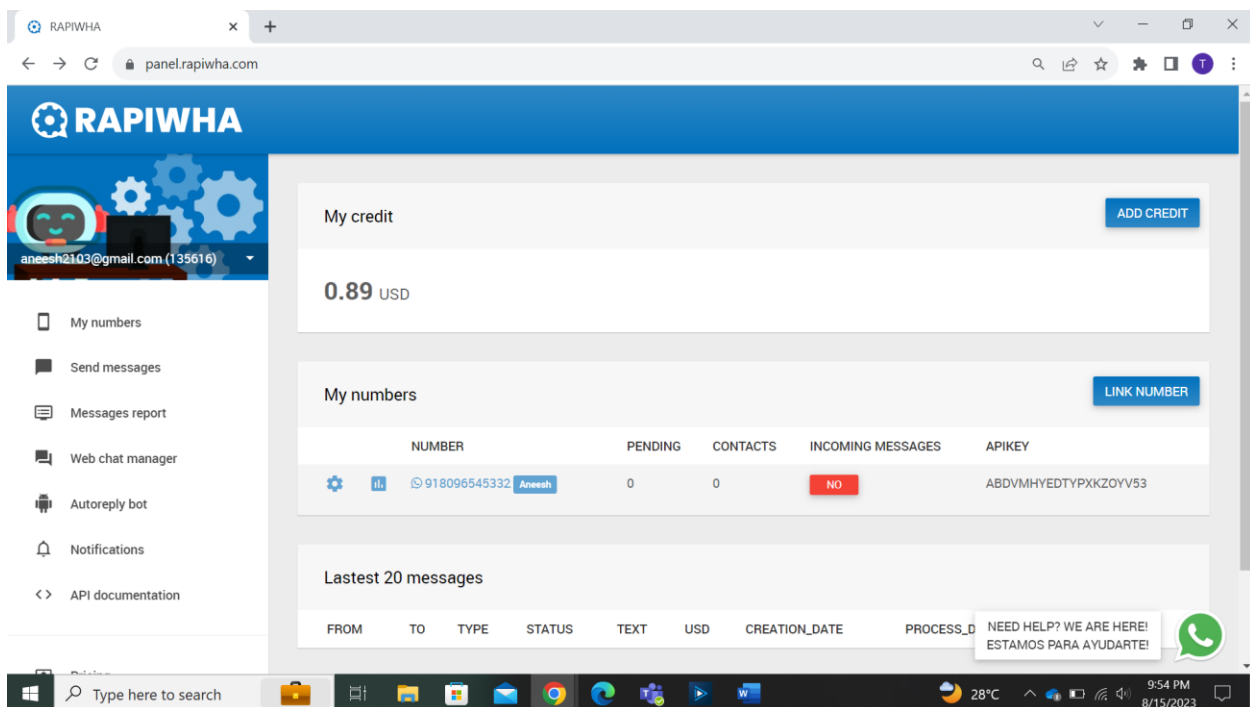 RAPIWHA
panel.rapiwha.com
T
RAPIWHA
aneesh2103@gmail.com (135616)
My numbers
Send messages
Messages report
Web chat manager
Autoreply bot
Notifications
API documentation
My credit
ADD CREDIT
0.89 USD
My numbers
LINK NUMBER
NUMBER PENDING CONTACTS INCOMING MESSAGES APIKEY
918096545332 Aneesh 0 0 NO ABDVMHYEDTYPXKZOYV53
Lastest 20 messages
FROM TO TYPE STATUS TEXT USD CREATION_DATE PROCESS_D
NEED HELP? WE ARE HERE!
ESTAMOS PARA AYUDARTE!
Type here to search
28°C
9:54 PM
8/15/2023